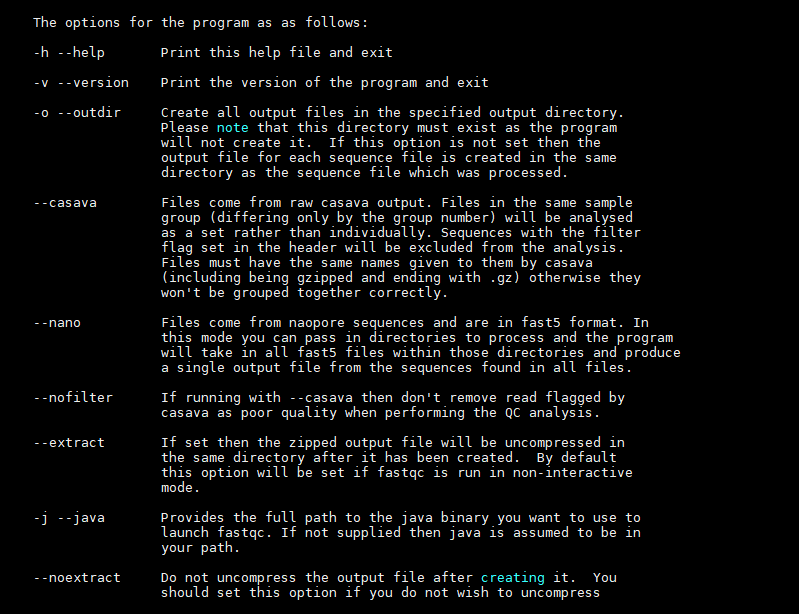 The options for the program as as follows:
-h --help Print this help file and exit
-v --version Print the version of the program and exit
-o --outdir Create all output files in the specified output directory.
Please note that this directory must exist as the program
will not create it. If this option is not set then the
output file for each sequence file is created in the same
directory as the sequence file which was processed.
--casava Files come from raw casava output. Files in the same sample
group (differing only by the group number) will be analysed
as a set rather than individually. Sequences with the filter
flag set in the header will be excluded from the analysis.
Files must have the same names given to them by casava
(including being gzipped and ending with .gz) otherwise they
won't be grouped together correctly.
--nano Files come from naopore sequences and are in fast5 format. In
this mode you can pass in directories to process and the program
will take in all fast5 files within those directories and produce
a single output file from the sequences found in all files.
--nofilter If running with --casava then don't remove read flagged by
casava as poor quality when performing the QC analysis.
--extract If set then the zipped output file will be uncompressed in
the same directory after it has been created. By default
this option will be set if fastqc is run in non-interactive
mode.
-j --java Provides the full path to the java binary you want to use to
launch fastqc. If not supplied then java is assumed to be in
your path.
--noextract Do not uncompress the output file after creating it. You
should set this option if you do not wish to uncompress